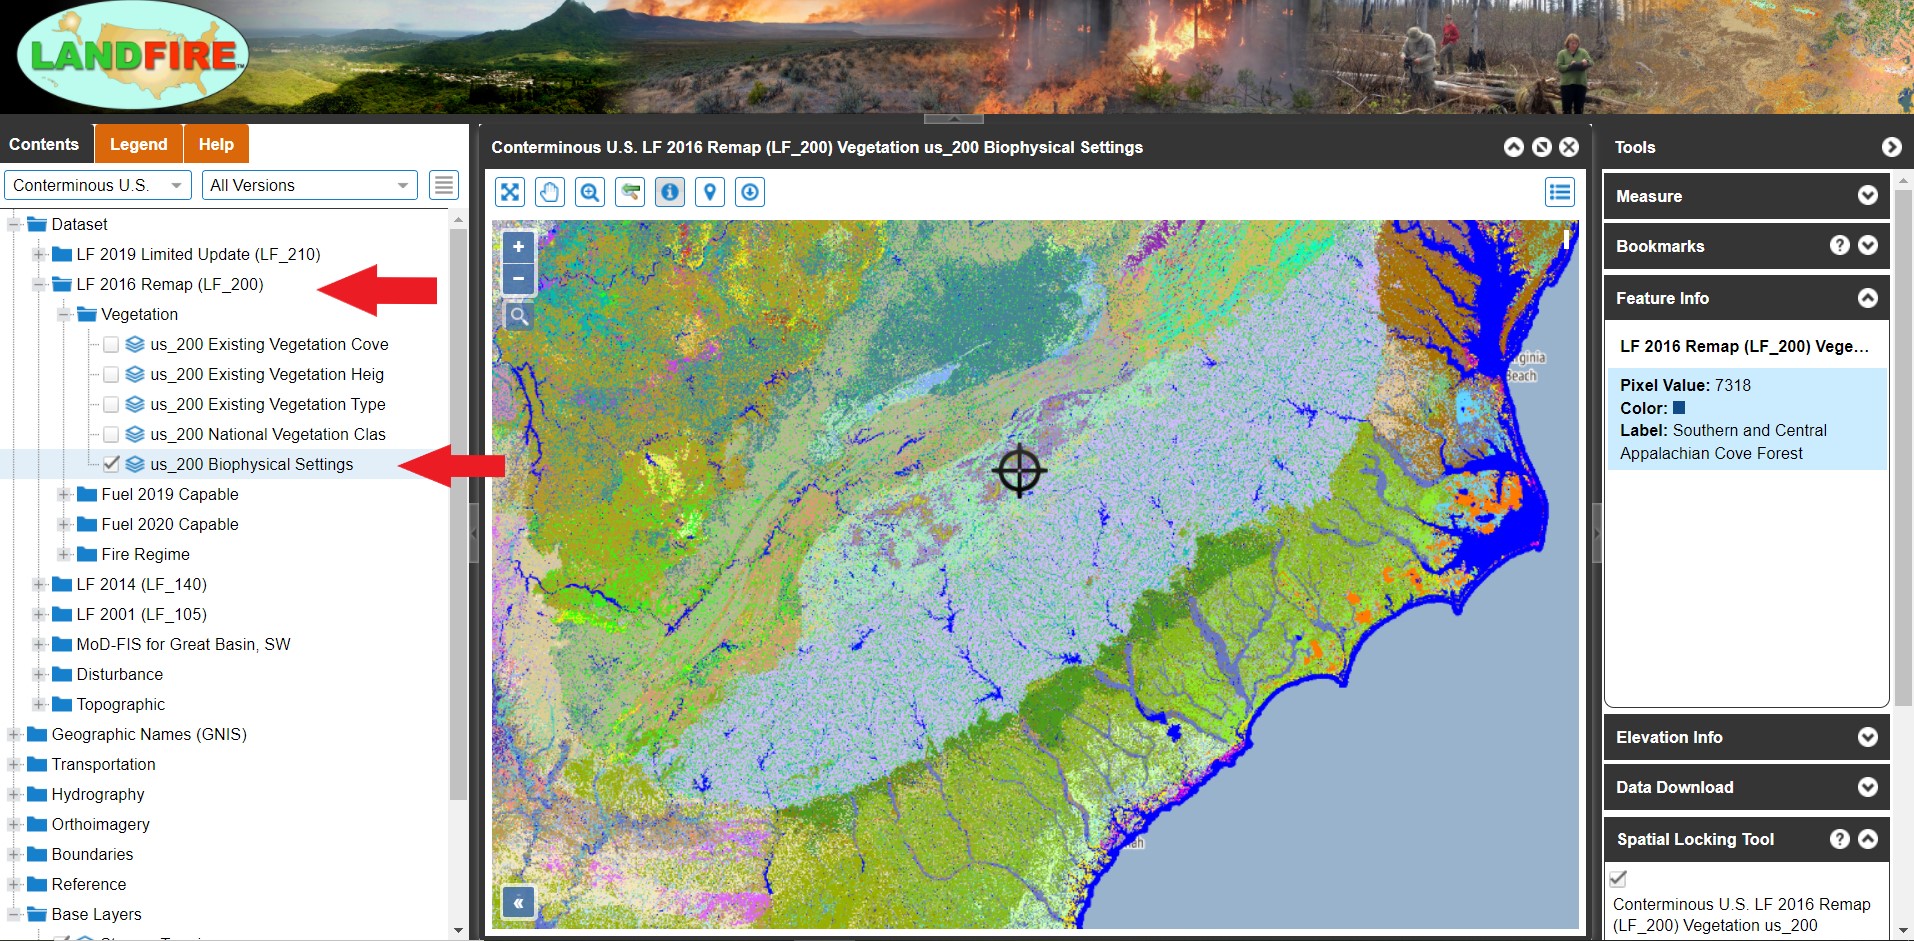 LANDFIRE
Contents
Legend
Help
Conterminous U.S.
All Versions
Dataset
LF 2019 Limited Update (LF_210)
LF 2016 Remap (LF_200)
Vegetation
us_200 Existing Vegetation Cove
us_200 Existing Vegetation Heig
us_200 Existing Vegetation Type
us_200 National Vegetation Clas
us_200 Biophysical Settings
Fuel 2019 Capable
Fuel 2020 Capable
Fire Regime
LF 2014 (LF_140)
LF 2001 (LF_105)
MoD-FIS for Great Basin, SW
Disturbance
Topographic
Geographic Names (GNIS)
Transportation
Hydrography
Orthoimagery
Boundaries
Reference
Base Layers
Conterminous U.S. LF 2016 Remap (LF_200) Vegetation us_200 Biophysical Settings
+
−
ginia
Beach
ah
«
Tools
Measure
Bookmarks
?
Feature Info
LF 2016 Remap (LF_200) Vege...
Pixel Value: 7318
Color:
Label: Southern and Central
Appalachian Cove Forest
Elevation Info
Data Download
Spatial Locking Tool
?
Conterminous U.S. LF 2016 Remap
(LF_200) Vegetation us_200